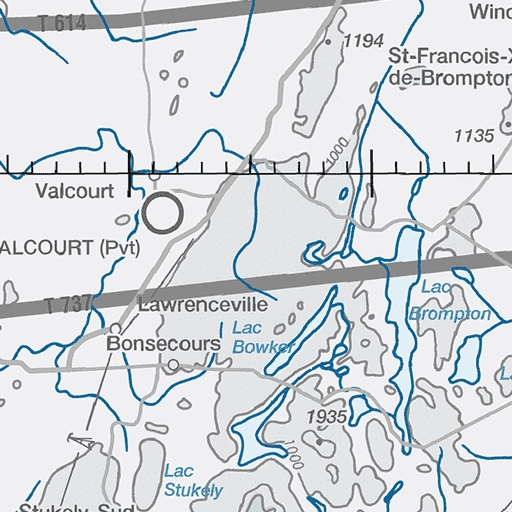 Wind
T 614
1194
St-Francois-X
de-Brompton
1000
1135
Valcourt
ALCOURT (Pvt)
T 737
Lac
Brompton
Lawrenceville
Lac
Bowker
Bonsecours
L
1935
1000
Lac
Stukely
Stukely-Sud